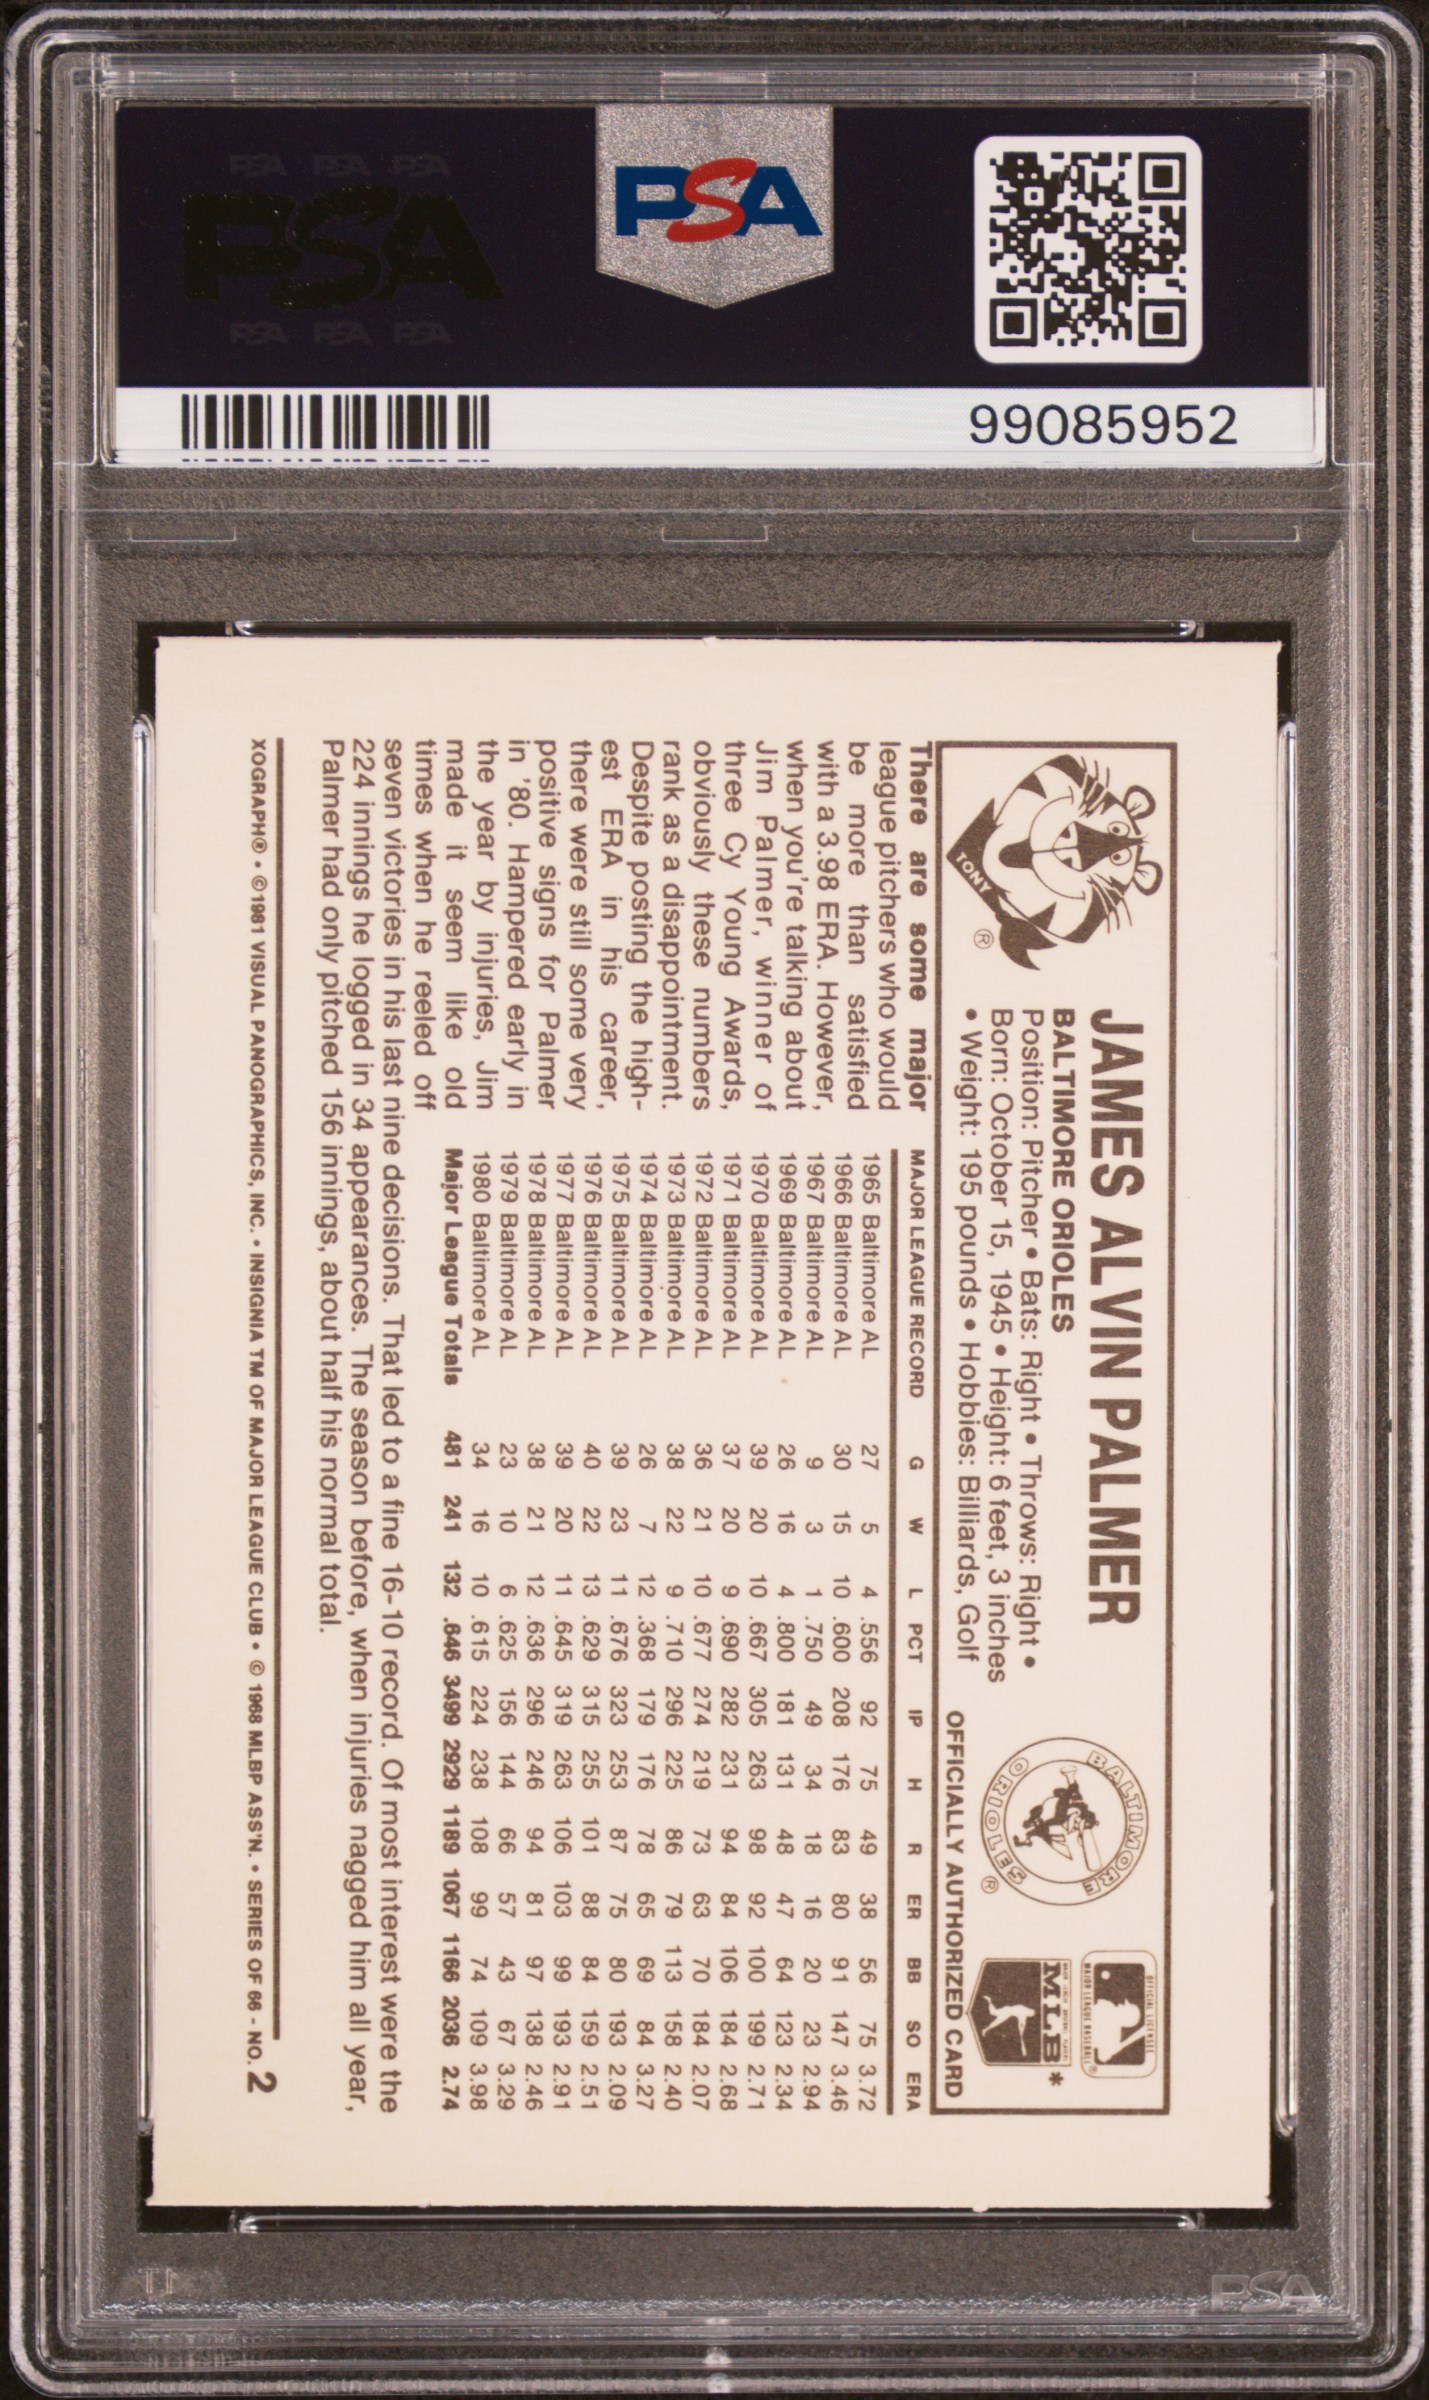 PSA PSA PSA
PSA
PSA PSA PSA
PSA
99085952
TONY
®
JAMES ALVIN PALMER
BALTIMORE ORIOLES
Position: Pitcher • Bats: Right • Throws: Right •
Born: October 15, 1945 • Height: 6 feet, 3 inches
• Weight: 195 pounds • Hobbies: Billiards, Golf
BALTIMORE
ORIOLES
®
OFFICIAL LICENSEE
MAJOR LEAGUE BASEBALL®
MLB*
OFFICIALLY AUTHORIZED CARD
There are some major
league pitchers who would
be more than satisfied
with a 3.98 ERA. However,
when you're talking about
Jim Palmer, winner of
three Cy Young Awards,
obviously these numbers
rank as a disappointment.
Despite posting the high-
est ERA in his career,
there were still some very
positive signs for Palmer
in '80. Hampered early in
the year by injuries, Jim
made it seem like old
times when he reeled off
seven victories in his last nine decisions. That led to a fine 16-10 record. Of most interest were the
224 innings he logged in 34 appearances. The season before, when injuries nagged him all year,
Palmer had only pitched 156 innings, about half his normal total.
MAJOR LEAGUE RECORD G W L PCT IP H R ER BB SO ERA
1965 Baltimore AL 27 5 4 .556 92 75 49 38 56 75 3.72
1966 Baltimore AL 30 15 10 .600 208 176 83 80 91 147 3.46
1967 Baltimore AL 9 3 1 .750 49 34 18 16 20 23 2.94
1969 Baltimore AL 26 16 4 .800 181 131 48 47 64 123 2.34
1970 Baltimore AL 39 20 10 .667 305 263 98 92 100 199 2.71
1971 Baltimore AL 37 20 9 .690 282 231 94 84 106 184 2.68
1972 Baltimore AL 36 21 10 .677 274 219 73 63 70 184 2.07
1973 Baltimore AL 38 22 9 .710 296 225 86 79 113 158 2.40
1974 Baltimore AL 26 7 12 .368 179 176 78 65 69 84 3.27
1975 Baltimore AL 39 23 11 .676 323 253 87 75 80 193 2.09
1976 Baltimore AL 40 22 13 .629 315 255 101 88 84 159 2.51
1977 Baltimore AL 39 20 11 .645 319 263 106 103 99 193 2.91
1978 Baltimore AL 38 21 12 .636 296 246 94 81 97 138 2.46
1979 Baltimore AL 23 10 6 .625 156 144 66 57 43 67 3.29
1980 Baltimore AL 34 16 10 .615 224 238 108 99 74 109 3.98
Major League Totals 481 241 132 .646 3499 2929 1189 1067 1166 2036 2.74
XOGRAPH® • ©1981 VISUAL PANOGRAPHICS, INC. • INSIGNIA TM OF MAJOR LEAGUE CLUB • © 1968 MLBP ASS'N. • SERIES OF 66 - NO. 2
PSA